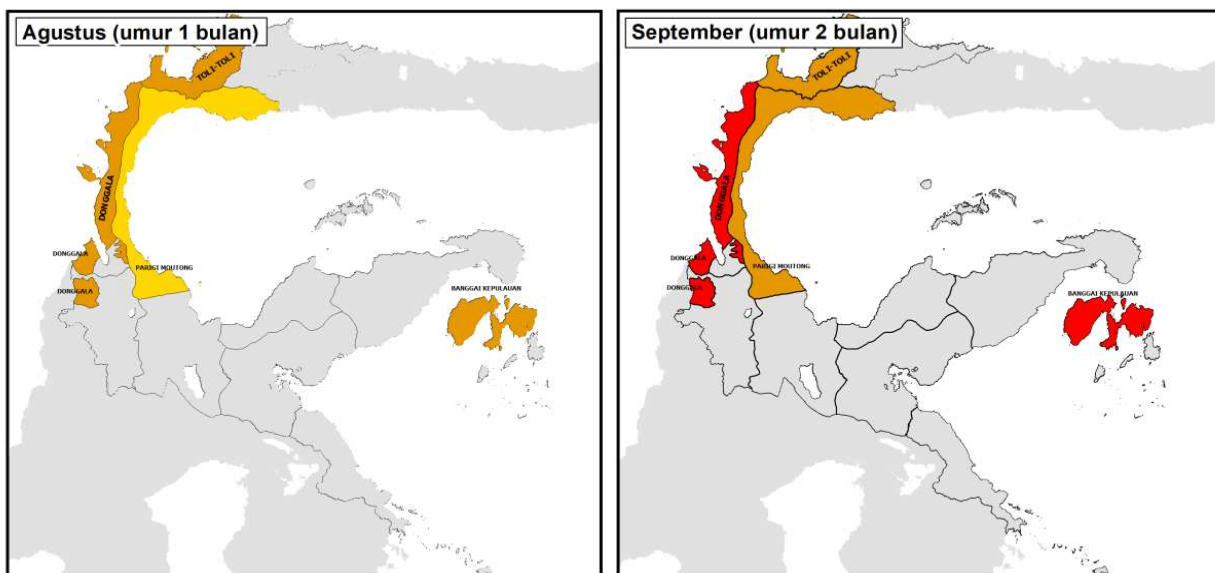 Agustus (umur 1 bulan)
TOLI-TOLI
DONGGALA
DONGGALA
PARIGI MOUTONG
DONGGALA
BANGGAI KEPULAUAN
September (umur 2 bulan)
TOLI-TOLI
DONGGALA
DONGGALA
PARIGI MOUTONG
DONGGALA
BANGGAI KEPULAUAN